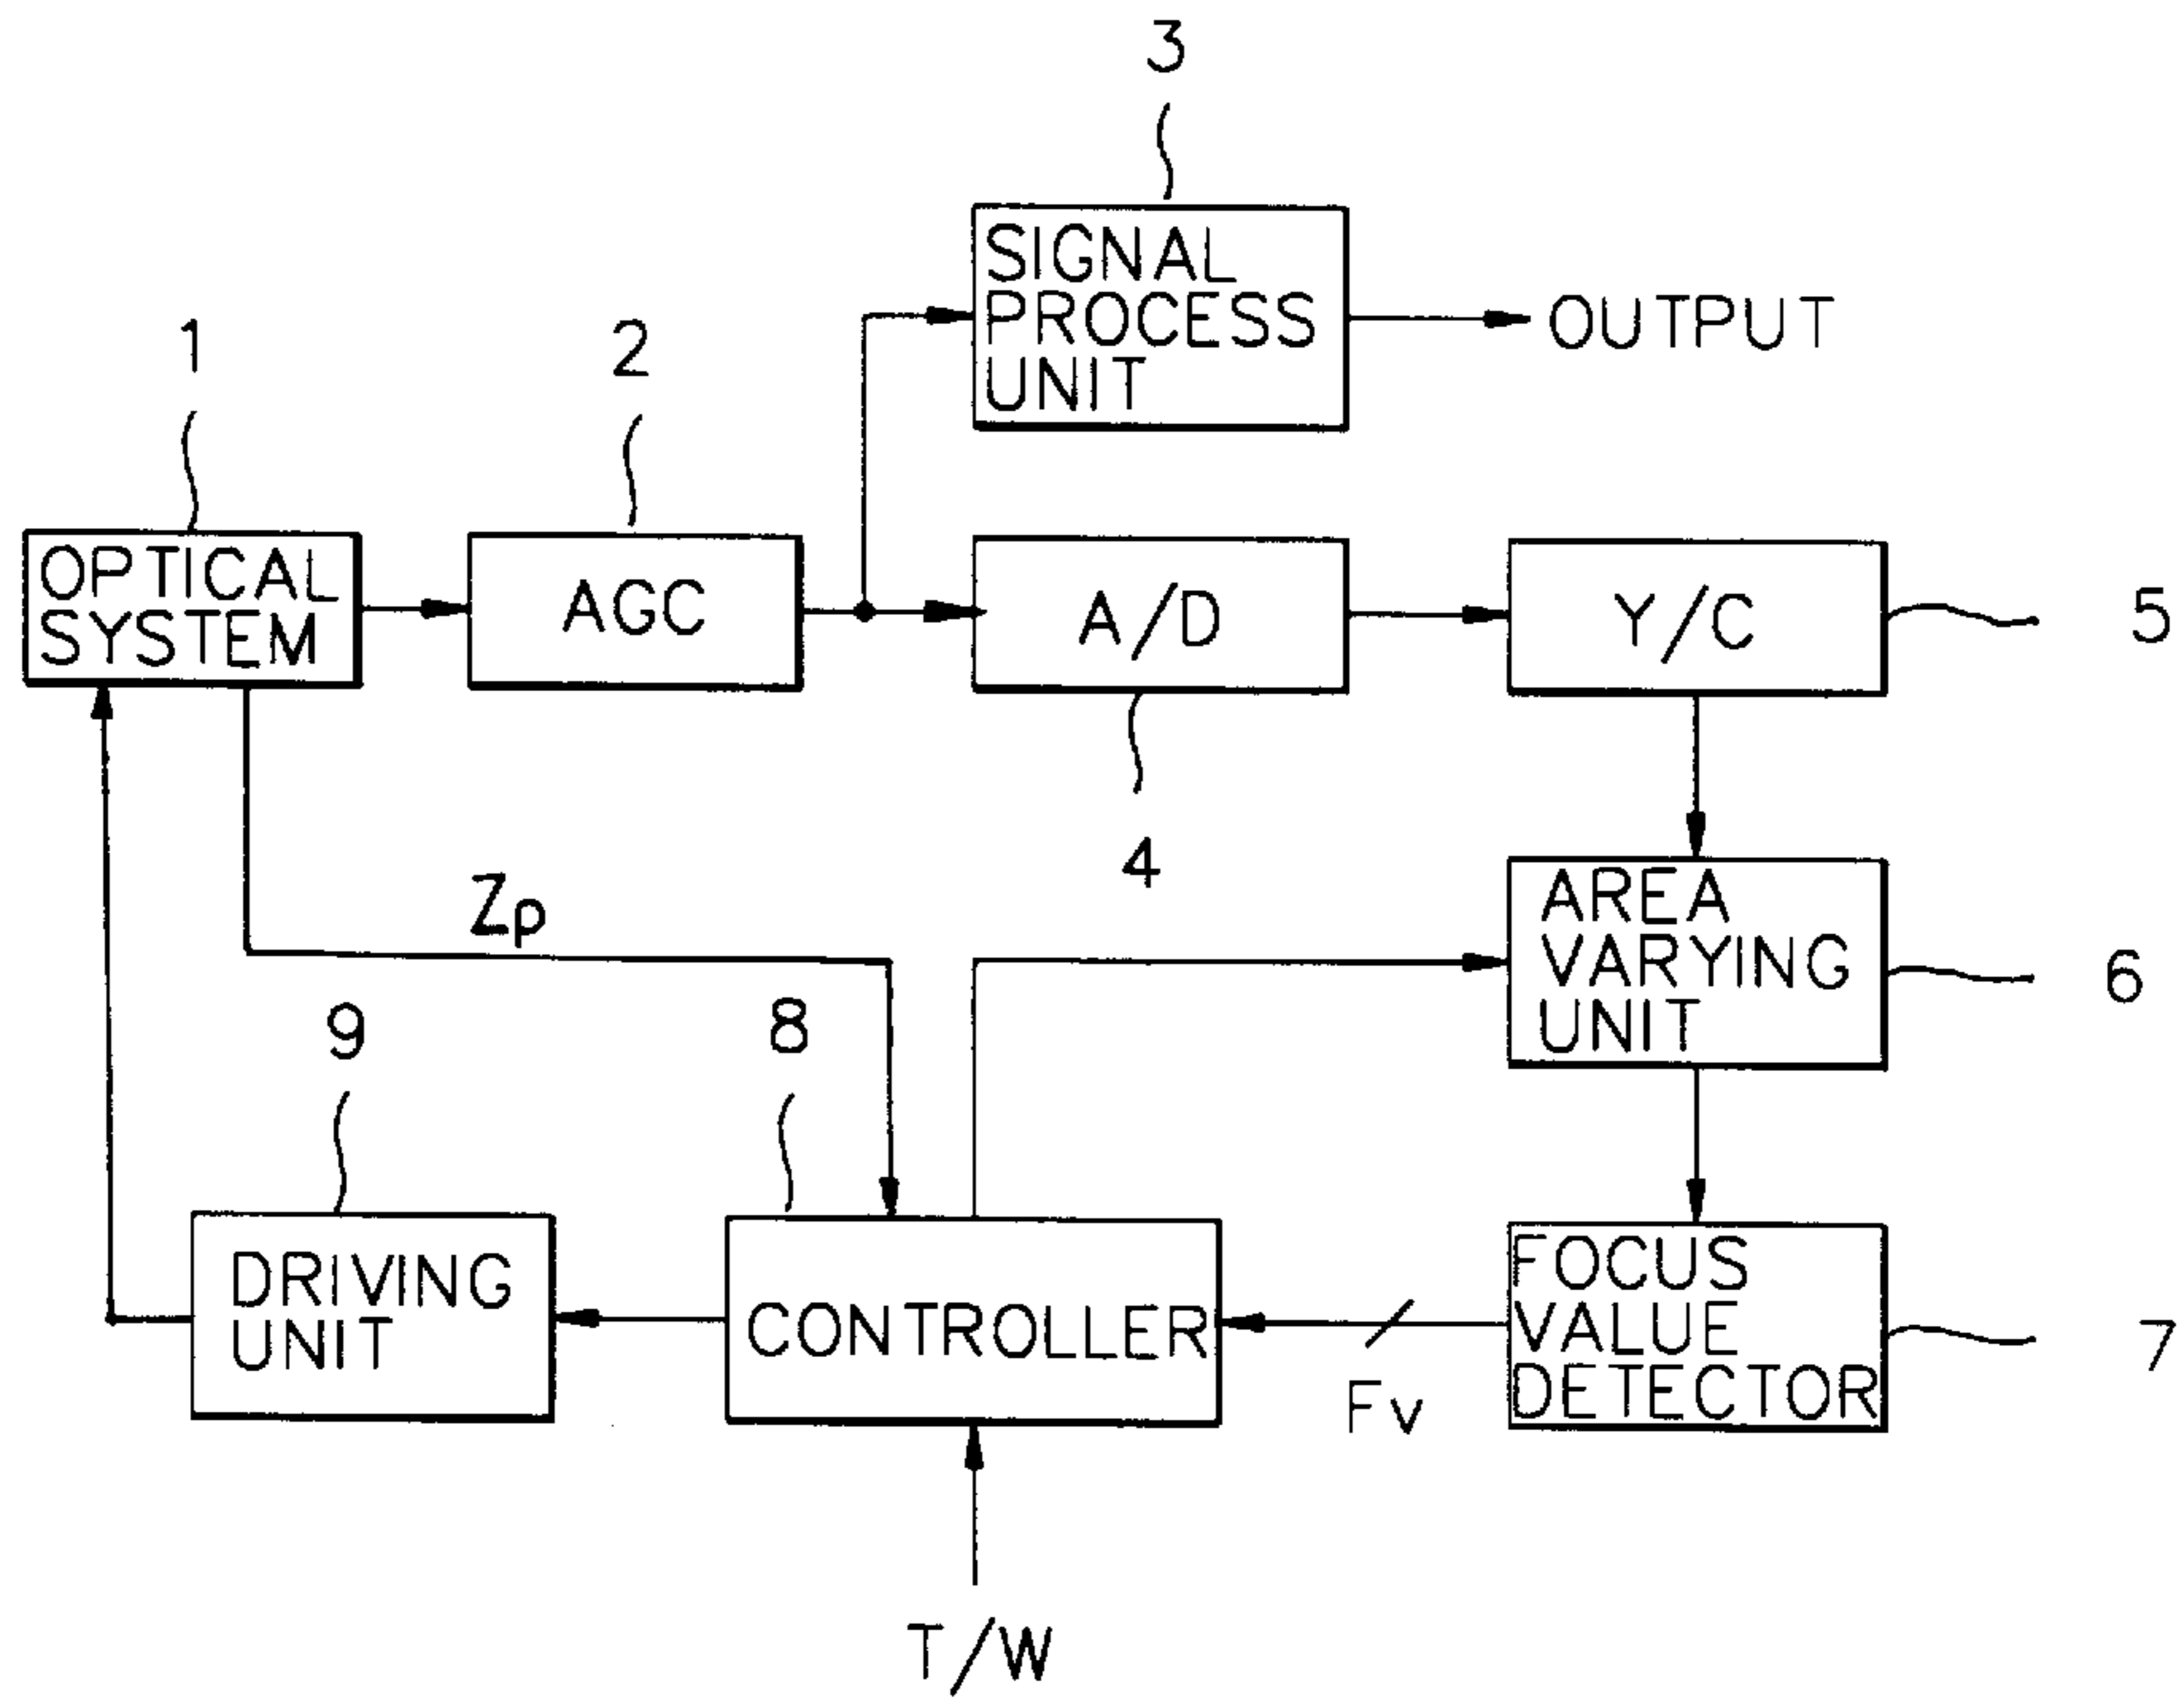 3
SIGNAL
PROCESS
UNIT
OUTPUT
1
2
OPTICAL
SYSTEM
AGC
A/D
Y/C
5
4
Zp
AREA
VARYING
UNIT
6
9
8
DRIVING
UNIT
CONTROLLER
Fv
FOCUS
VALUE
DETECTOR
7
T/W